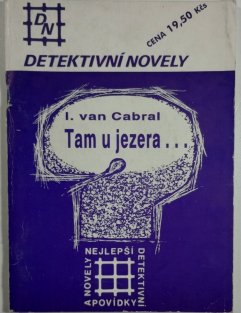 DN
CENA 19,50 Kčs
DETEKTIVNÍ NOVELY
I. van Cabral
Tam u jezera . . .
NEJLEPŠÍ
DETEKTIVNÍ
POVÍDKY
A NOVELY